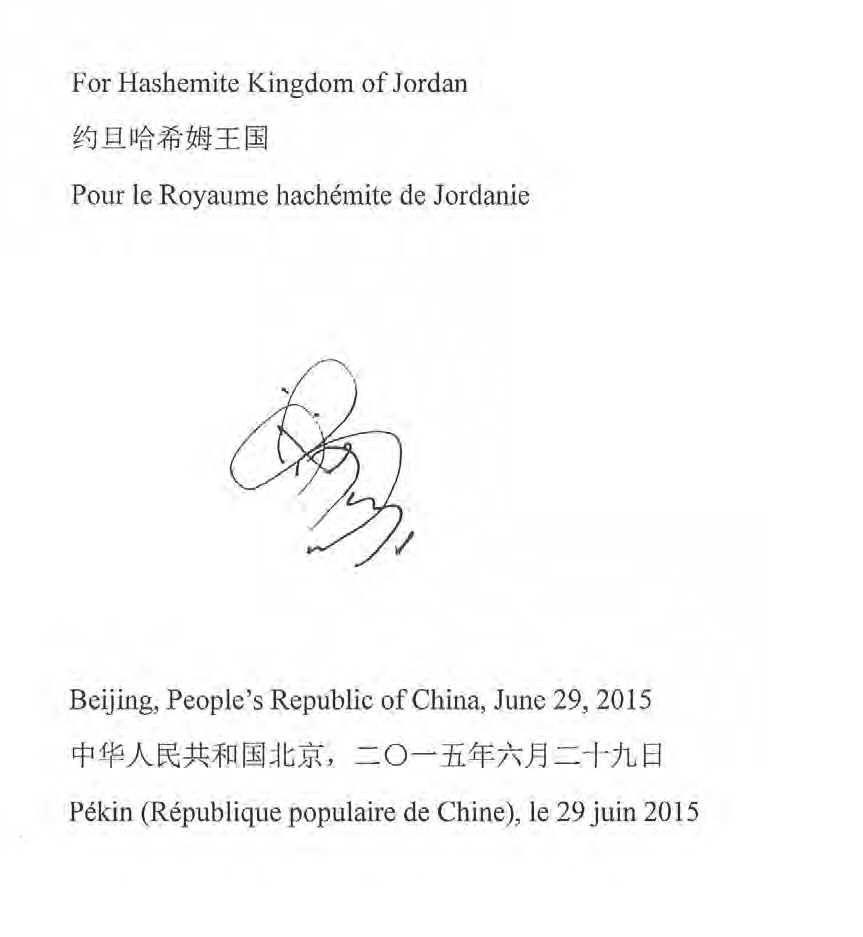 For Hashemite Kingdom of Jordan
约旦哈希姆王国
Pour le Royaume hachémite de Jordanie
Beijing, People's Republic of China, June 29, 2015
中华人民共和国北京，二〇一五年六月二十九日
Pékin (République populaire de Chine), le 29 juin 2015